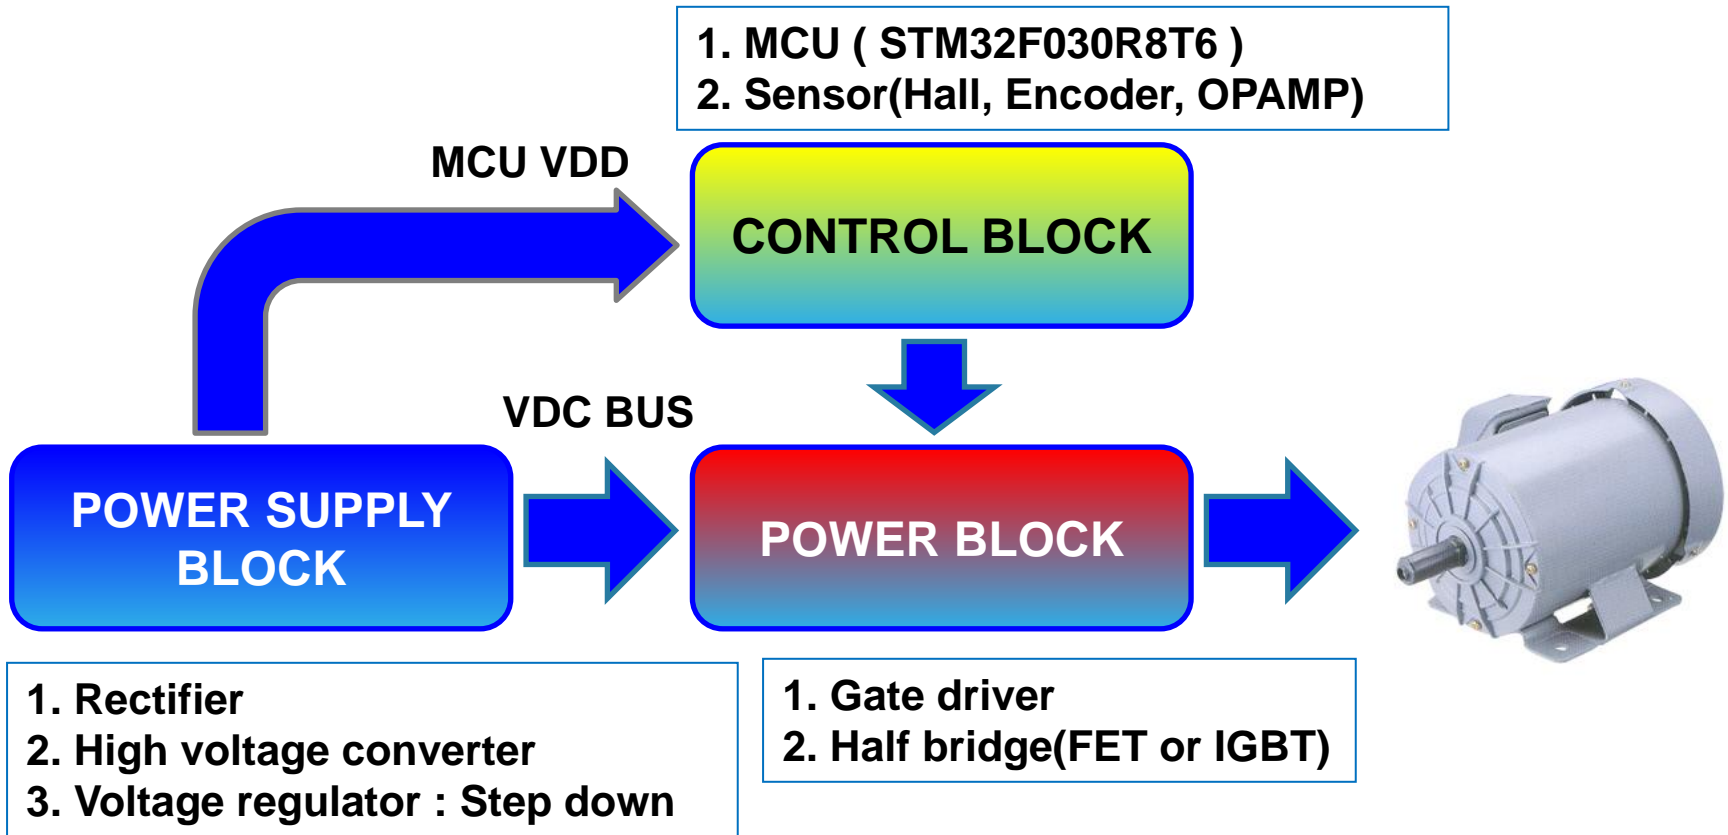 1. MCU ( STM32F030R8T6 )
2. Sensor(Hall, Encoder, OPAMP)
MCU VDD
CONTROL BLOCK
VDC BUS
POWER SUPPLY
BLOCK
POWER BLOCK
1. Rectifier
2. High voltage converter
3. Voltage regulator : Step down
1. Gate driver
2. Half bridge(FET or IGBT)